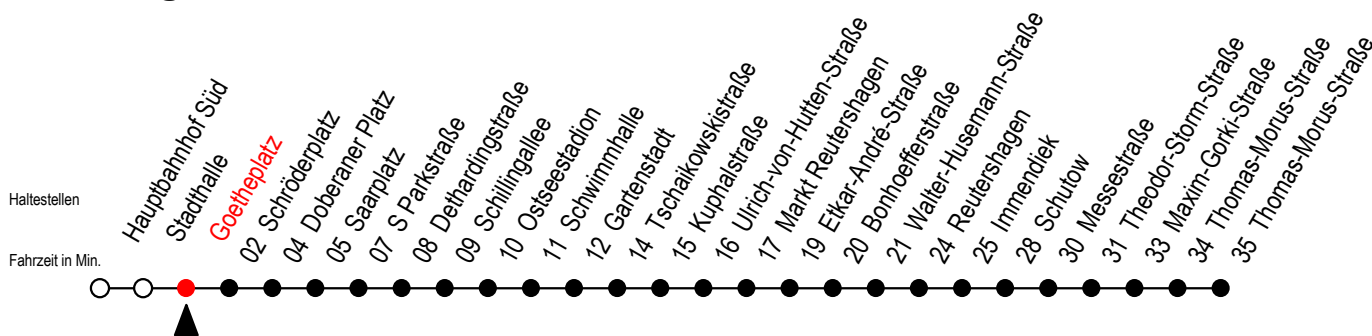 Haltestellen
Fahrzeit in Min.
Hauptbahnhof Süd
Stadthalle
Goetheplatz
02 Schröderplatz
04 Doberaner Platz
05 Saarplatz
07 S Parkstraße
08 Dethardingstraße
09 Schillingallee
10 Ostseestadion
11 Schwimmhalle
12 Gartenstadt
14 Tschaikowskistraße
15 Kuphalstraße
16 Ulrich-von-Hutten-Straße
17 Markt Reutershagen
19 Etkar-André-Straße
20 Bonhoefferstraße
21 Walter-Husemann-Straße
24 Reutershagen
25 Immendiek
28 Schutow
30 Messestraße
31 Theodor-Storm-Straße
33 Maxim-Gorki-Straße
34 Thomas-Morus-Straße
35 Thomas-Morus-Straße